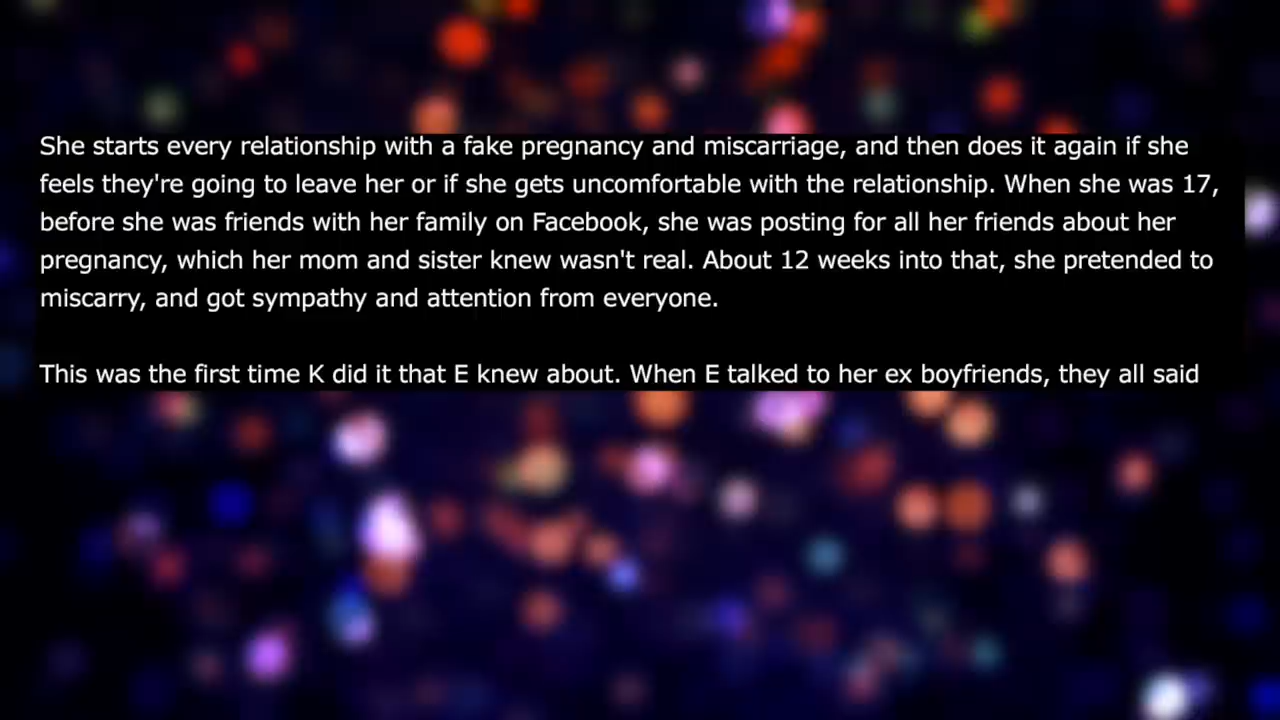 She starts every relationship with a fake pregnancy and miscarriage, and then does it again if she
feels they're going to leave her or if she gets uncomfortable with the relationship. When she was 17,
before she was friends with her family on Facebook, she was posting for all her friends about her
pregnancy, which her mom and sister knew wasn't real. About 12 weeks into that, she pretended to
miscarry, and got sympathy and attention from everyone.
This was the first time K did it that E knew about. When E talked to her ex boyfriends, they all said